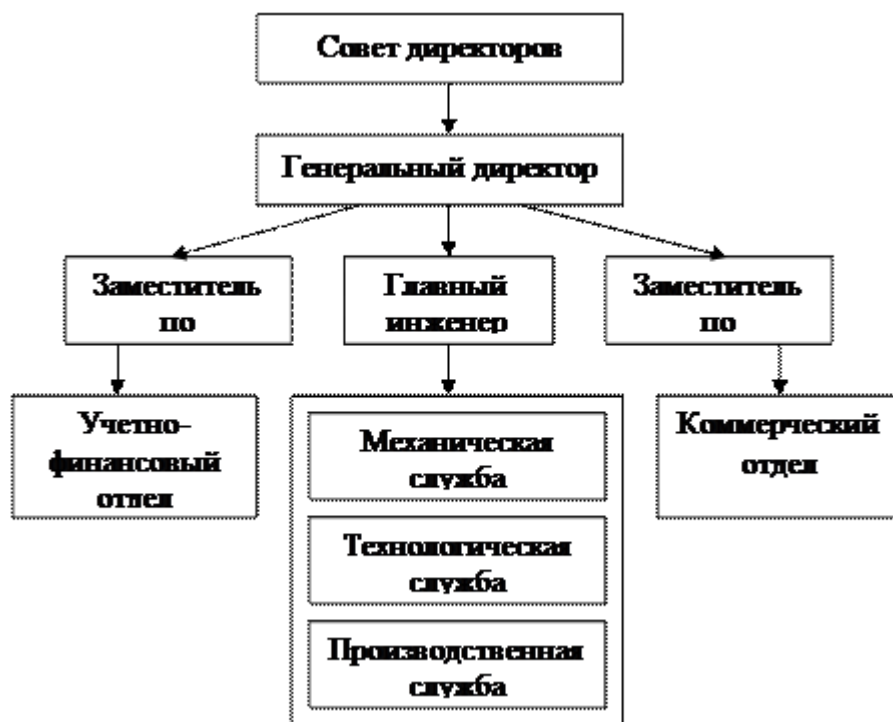 Совет директоров
Генеральный директор
Заместитель
по
Главный
инженер
Заместитель
по
Учетно-
финансовый
отдел
Механическая
служба
Технологическая
служба
Производственная
служба
Коммерческий
отдел